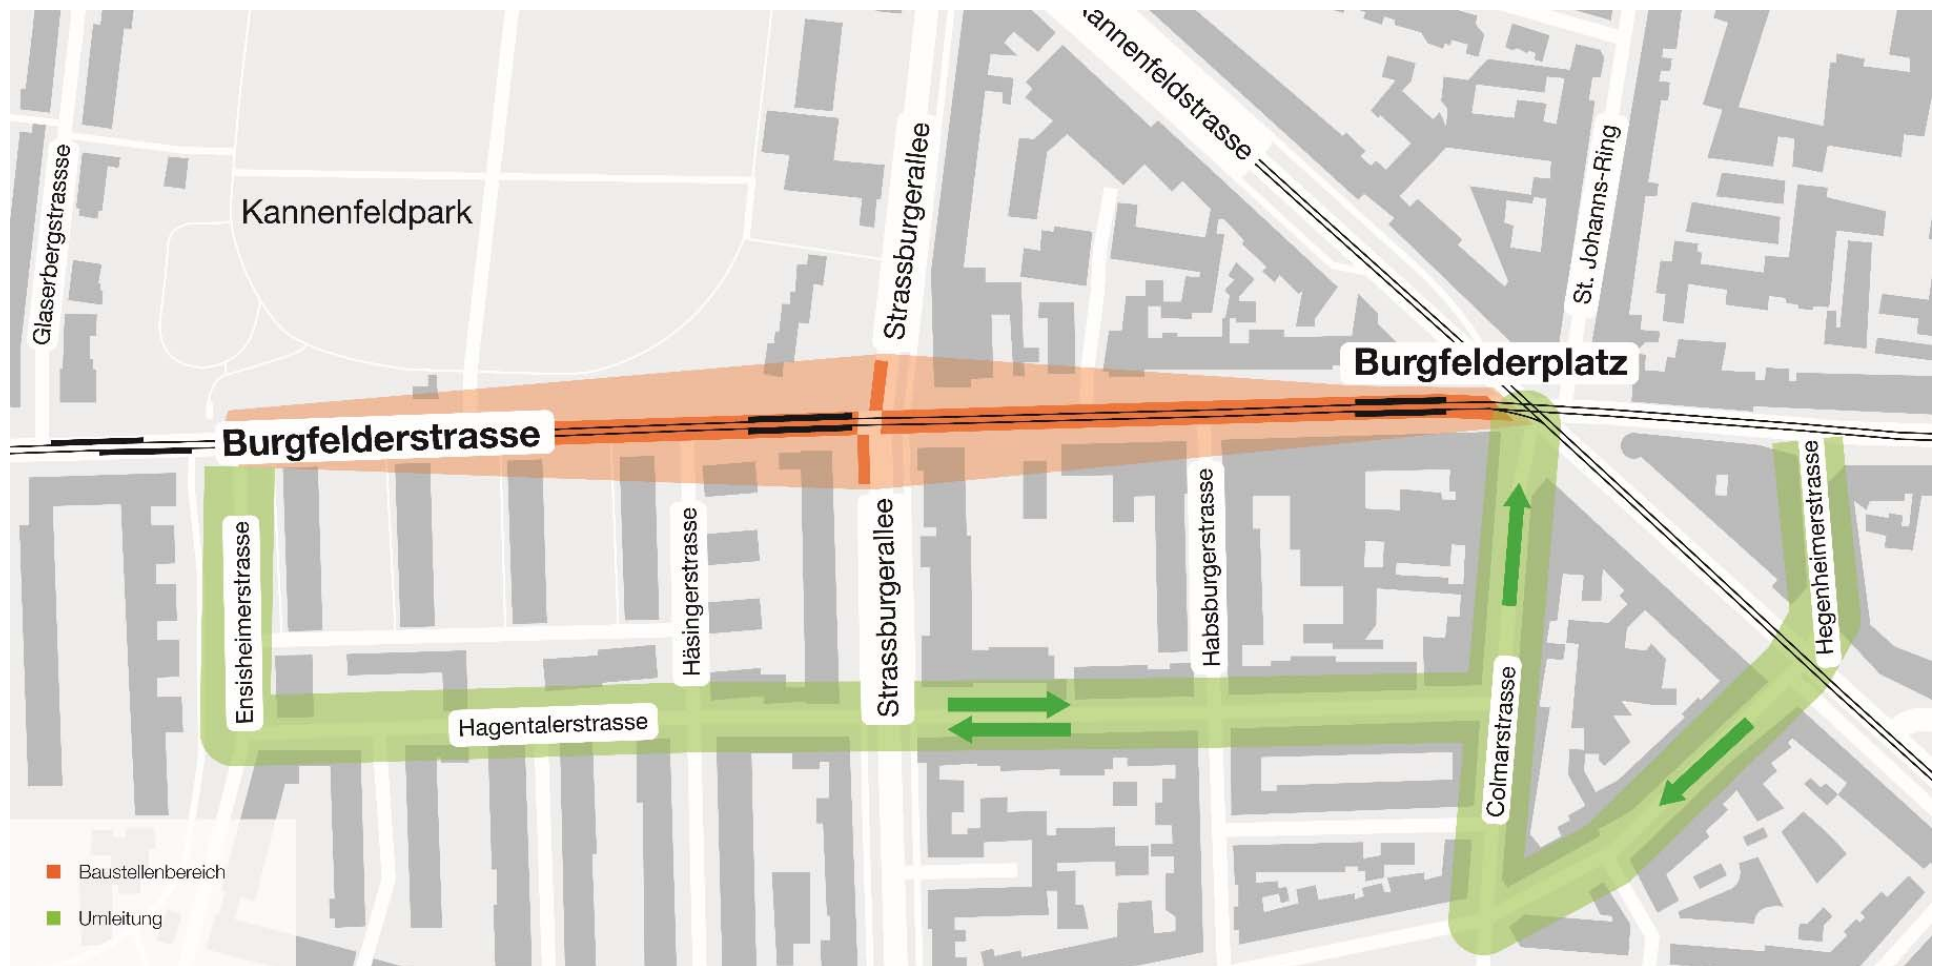 Kannenfeldstrasse
Glaserbergstrasse
Kannenfeldpark
Strassburgerallee
St. Johanns-Ring
Burgfelderplatz
Burgfelderstrasse
Ensisheimerstrasse
Häsingerstrasse
Strassburgerallee
Habsburgerstrasse
Hegenheimerstrasse
Hagentalerstrasse
Colmarstrasse
Baustellenbereich
Umleitung